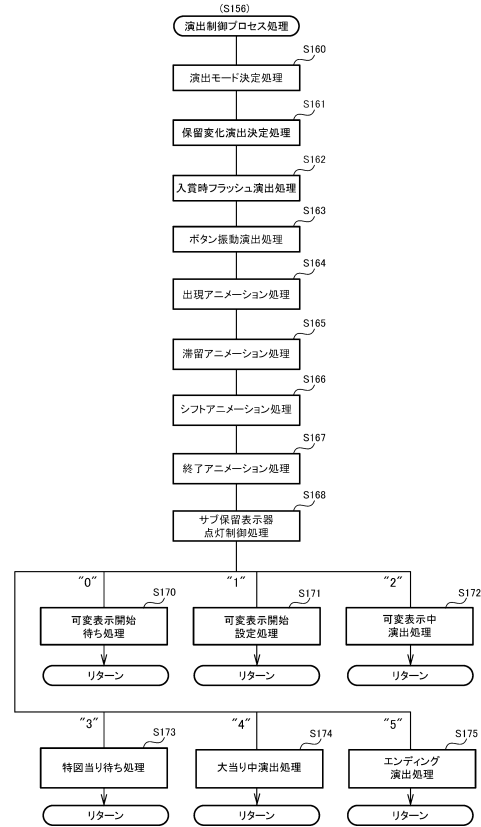 (S156)
演出制御プロセス処理
S160
演出モード決定処理
S161
保留変化演出決定処理
S162
入賞時フラッシュ演出処理
S163
ボタン振動演出処理
S164
出現アニメーション処理
S165
滞留アニメーション処理
S166
シフトアニメーション処理
S167
終了アニメーション処理
S168
サブ保留表示器
点灯制御処理
"0"
"1"
"2"
S170
可変表示開始
待ち処理
S171
可変表示開始
設定処理
S172
可変表示中
演出処理
リターン
リターン
リターン
"3"
"4"
"5"
S173
特図当り待ち処理
S174
大当り中演出処理
S175
エンディング
演出処理
リターン
リターン
リターン